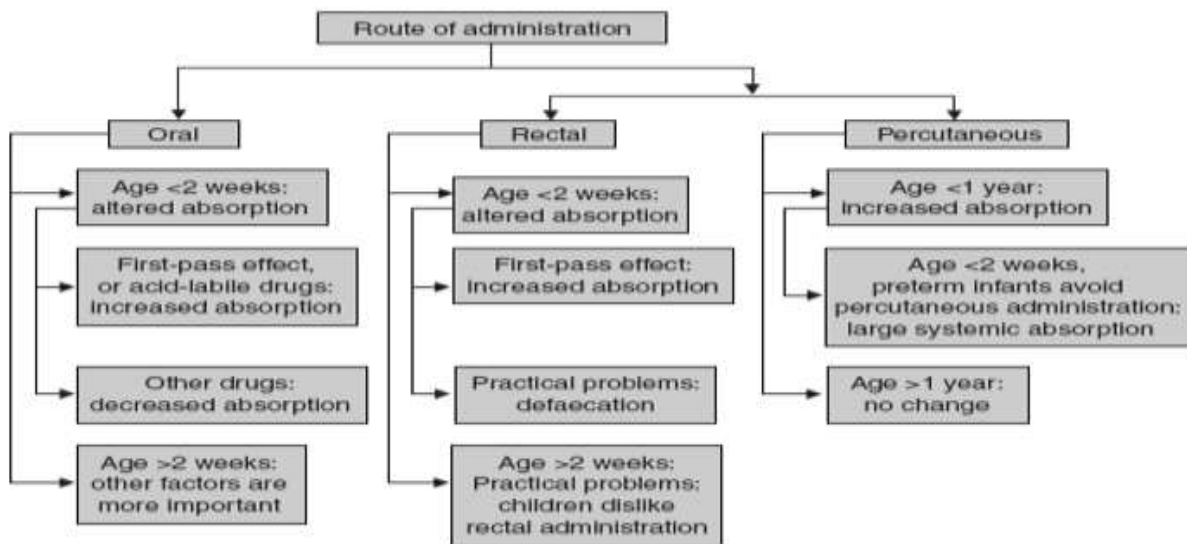 Route of administration
Oral
Age <2 weeks:
altered absorption
First-pass effect,
or acid-labile drugs:
increased absorption
Other drugs:
decreased absorption
Age >2 weeks:
other factors are
more important
Rectal
Age <2 weeks:
altered absorption
First-pass effect:
increased absorption
Practical problems:
defaecation
Age >2 weeks:
Practical problems:
children dislike
rectal administration
Percutaneous
Age <1 year:
increased absorption
Age <2 weeks,
preterm infants avoid
percutaneous administration:
large systemic absorption
Age >1 year:
no change